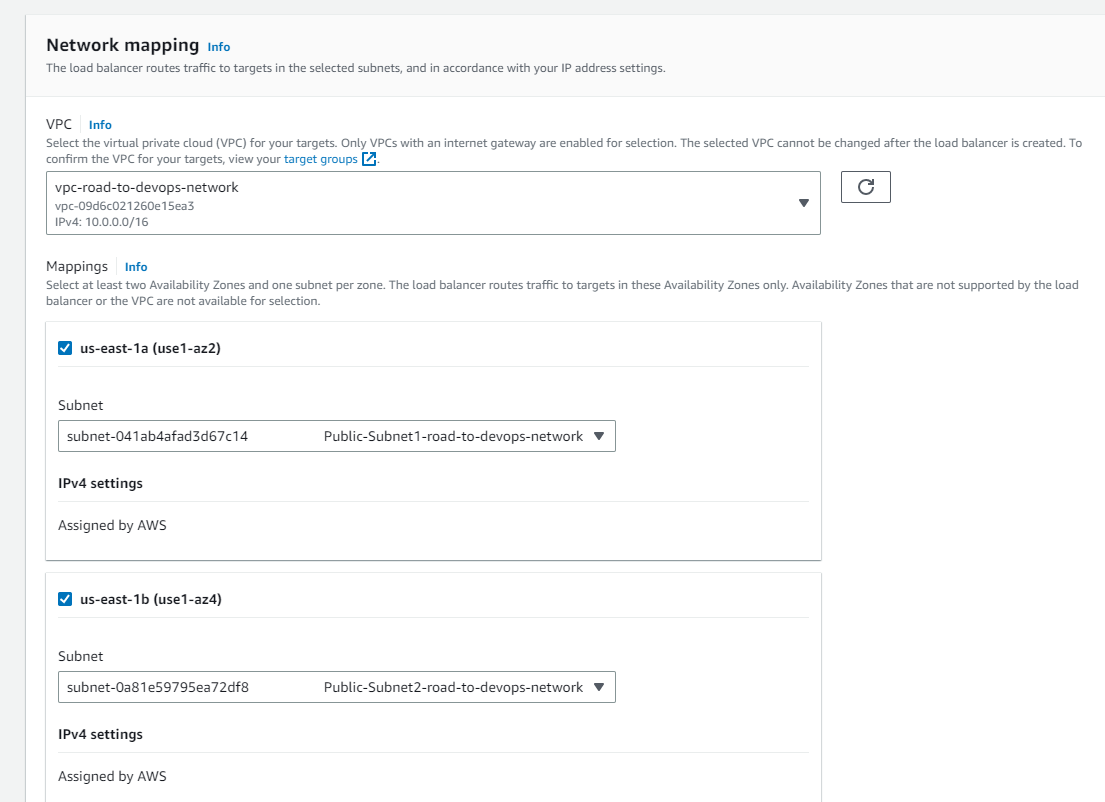 Network mapping Info
The load balancer routes traffic to targets in the selected subnets, and in accordance with your IP address settings.
VPC Info
Select the virtual private cloud (VPC) for your targets. Only VPCs with an internet gateway are enabled for selection. The selected VPC cannot be changed after the load balancer is created. To
confirm the VPC for your targets, view your target groups.
vpc-road-to-devops-network
vpc-09d6c021260e15ea3
IPv4: 10.0.0.0/16
Mappings Info
Select at least two Availability Zones and one subnet per zone. The load balancer routes traffic to targets in these Availability Zones only. Availability Zones that are not supported by the load
balancer or the VPC are not available for selection.
us-east-1a (use1-az2)
Subnet
subnet-041ab4afad3d67c14 Public-Subnet1-road-to-devops-network
IPv4 settings
Assigned by AWS
us-east-1b (use1-az4)
Subnet
subnet-0a81e59795ea72df8 Public-Subnet2-road-to-devops-network
IPv4 settings
Assigned by AWS